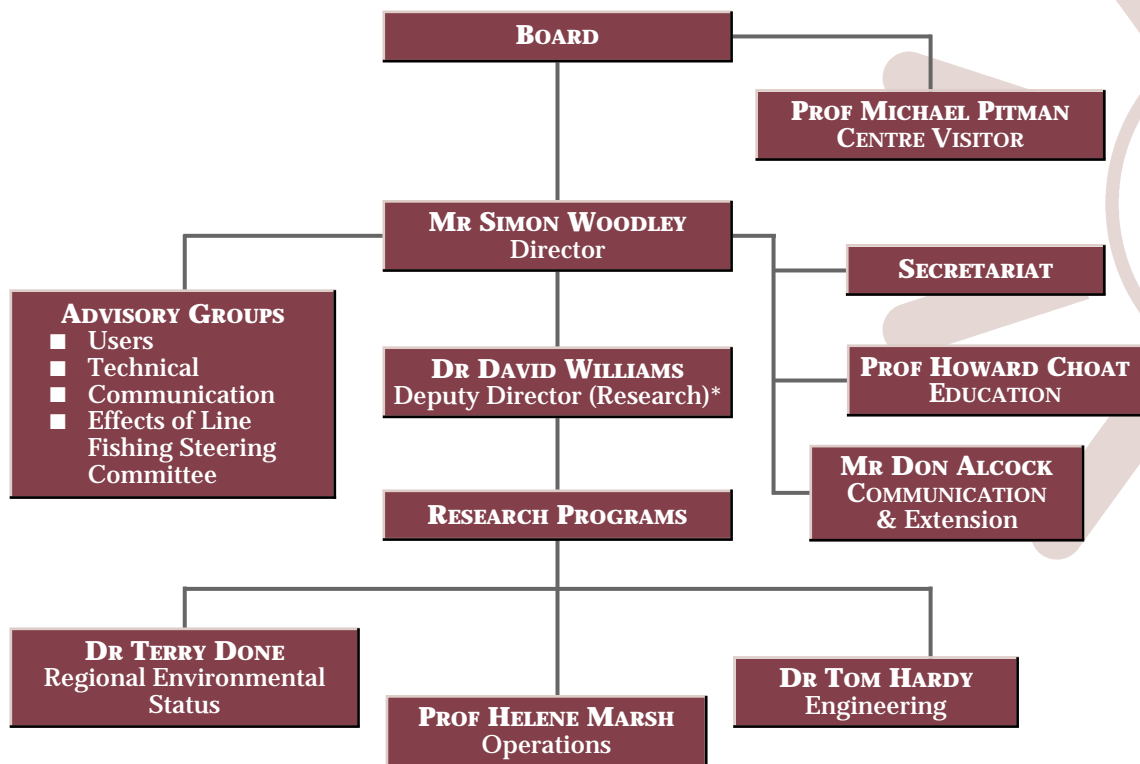 BOARD
PROF MICHAEL PITMAN
CENTRE VISITOR
MR SIMON WOODLEY
Director
SECRETARIAT
ADVISORY GROUPS
■ Users
■ Technical
■ Communication
■ Effects of Line
Fishing Steering
Committee
DR DAVID WILLIAMS
Deputy Director (Research)*
PROF HOWARD CHOAT
EDUCATION
MR DON ALCOCK
COMMUNICATION
& Extension
RESEARCH PROGRAMS
DR TERRY DONE
Regional Environmental
Status
PROF HELENE MARSH
Operations
DR TOM HARDY
Engineering